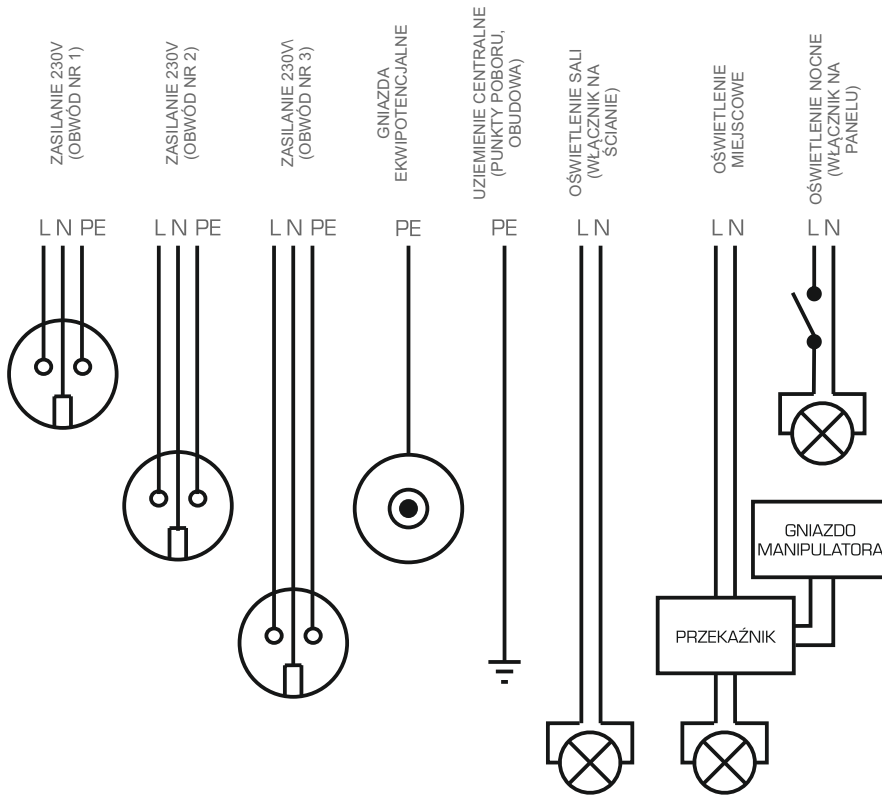 ZASILANIE 230V
(OBWÓD NR 1)
ZASILANIE 230V
(OBWÓD NR 2)
ZASILANIE 230V\
(OBWÓD NR 3)
GNIAZDA
EKWIPOTENCJALNE
UZIEMIENIE CENTRALNE
(PUNKTY POBORU,
OBUDOWA)
OŚWIETLENIE SALI
(WŁĄCZNIK NA
ŚCIANIE)
OŚWIETLENIE
MIEJSCOWE
OŚWIETLENIE NOCNE
(WŁĄCZNIK NA
PANELU)
L N PE
L N PE
L N PE
PE
PE
L N
L N
L N
GNIAZDO
MANIPULATORA
PRZEKAŹNIK